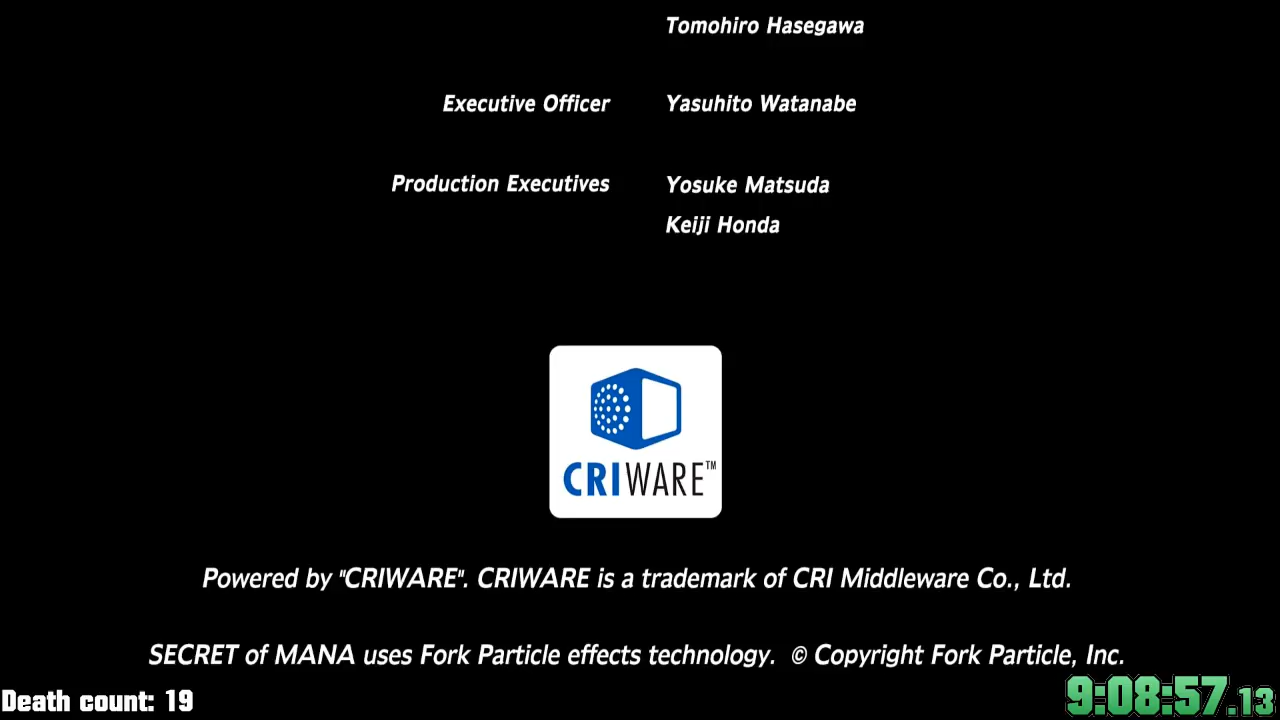 Tomohiro Hasegawa
Executive Officer Yasuhito Watanabe
Production Executives Yosuke Matsuda
Keiji Honda
CRIWARE™
Powered by "CRIWARE". CRIWARE is a trademark of CRI Middleware Co., Ltd.
SECRET of MANA uses Fork Particle effects technology. © Copyright Fork Particle, Inc.
Death count: 19
9:08:57.13